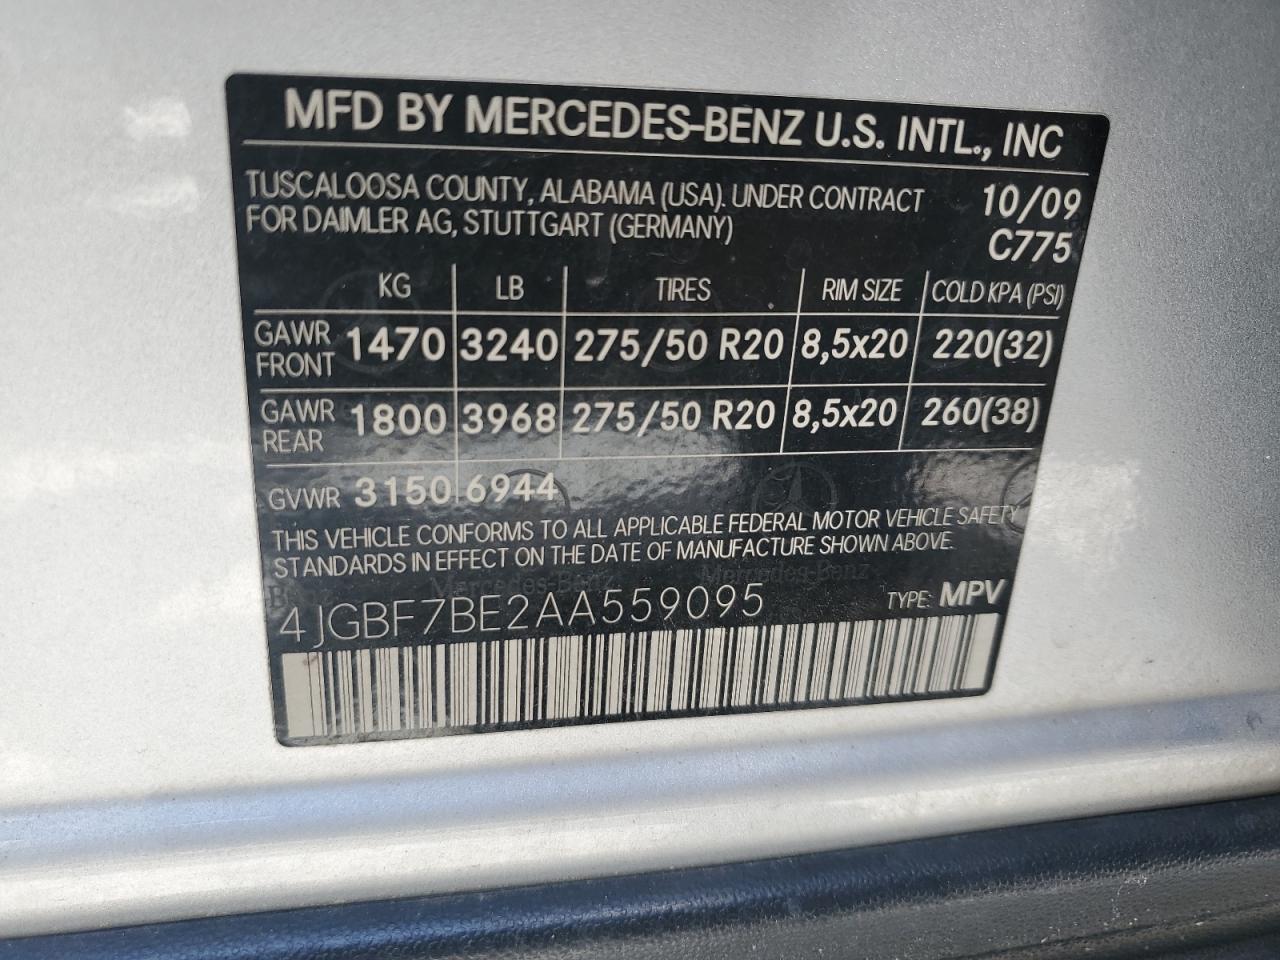 MFD BY MERCEDES-BENZ U.S. INTL., INC
TUSCALOOSA COUNTY, ALABAMA (USA). UNDER CONTRACT 10/09
FOR DAIMLER AG, STUTTGART (GERMANY) C775
KG LB TIRES RIM SIZE COLD KPA (PSI)
GAWR FRONT 1470 3240 275/50 R20 8,5x20 220(32)
GAWR REAR 1800 3968 275/50 R20 8,5x20 260(38)
GVWR 3150 6944
THIS VEHICLE CONFORMS TO ALL APPLICABLE FEDERAL MOTOR VEHICLE SAFETY
STANDARDS IN EFFECT ON THE DATE OF MANUFACTURE SHOWN ABOVE.
Mercedes-Benz Mercedes-Benz
4JGBF7BE2AA559095 TYPE: MPV